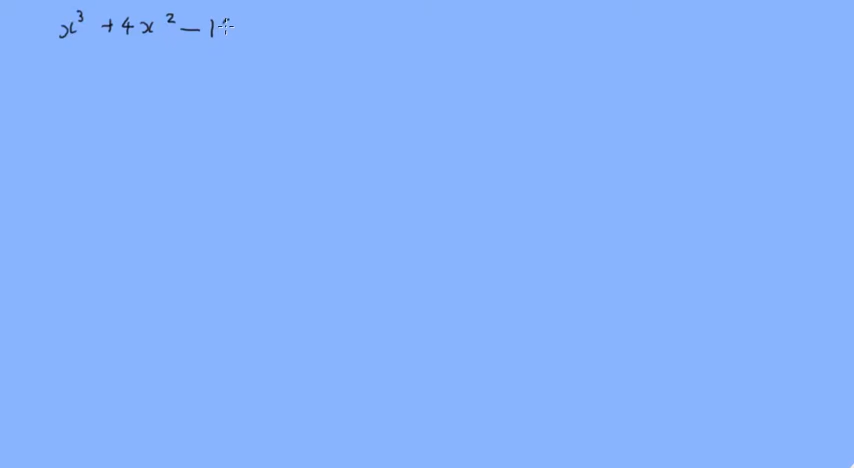 x³ + 4x² – 1